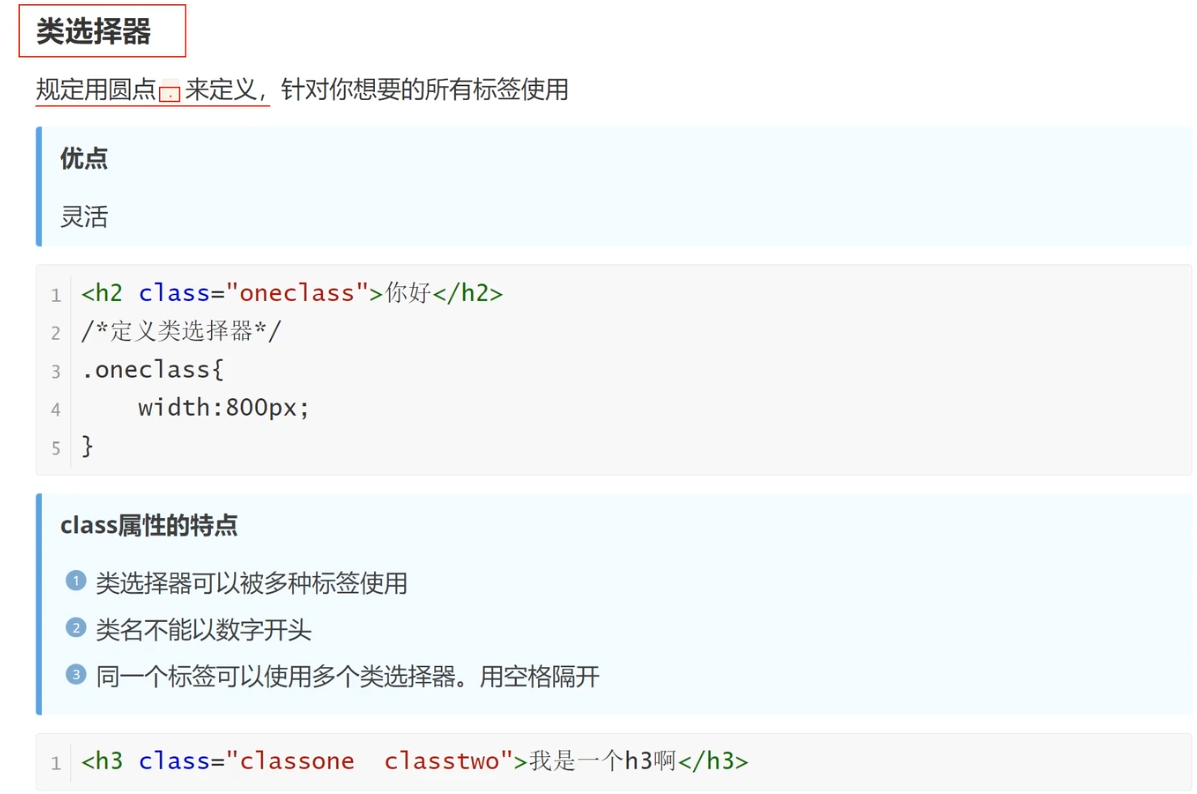 类选择器
规定用圆点 . 来定义，针对你想要的所有标签使用
优点
灵活
1 <h2 class="oneclass">你好</h2>
2 /*定义类选择器*/
3 .oneclass{
4     width:800px;
5 }
class属性的特点
1 类选择器可以被多种标签使用
2 类名不能以数字开头
3 同一个标签可以使用多个类选择器。用空格隔开
1 <h3 class="classone  classtwo">我是一个h3啊</h3>